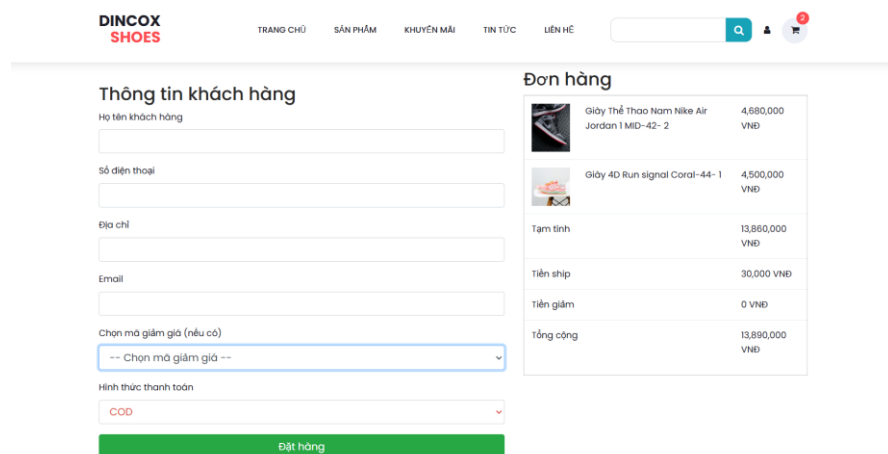 DINCOX
SHOES
TRANG CHỦ
SẢN PHẨM
KHUYẾN MÃI
TIN TỨC
LIÊN HỆ
2
Thông tin khách hàng
Họ tên khách hàng
Số điện thoại
Địa chỉ
Email
Chọn mã giảm giá (nếu có)
-- Chọn mã giảm giá --
Hình thức thanh toán
COD
Đặt hàng
Đơn hàng
Giày Thể Thao Nam Nike Air
Jordan 1 MID-42- 2
4,680,000
VNĐ
Giày 4D Run signal Coral-44- 1
4,500,000
VNĐ
Tạm tính
13,860,000
VNĐ
Tiền ship
30,000 VNĐ
Tiền giảm
0 VNĐ
Tổng cộng
13,890,000
VNĐ